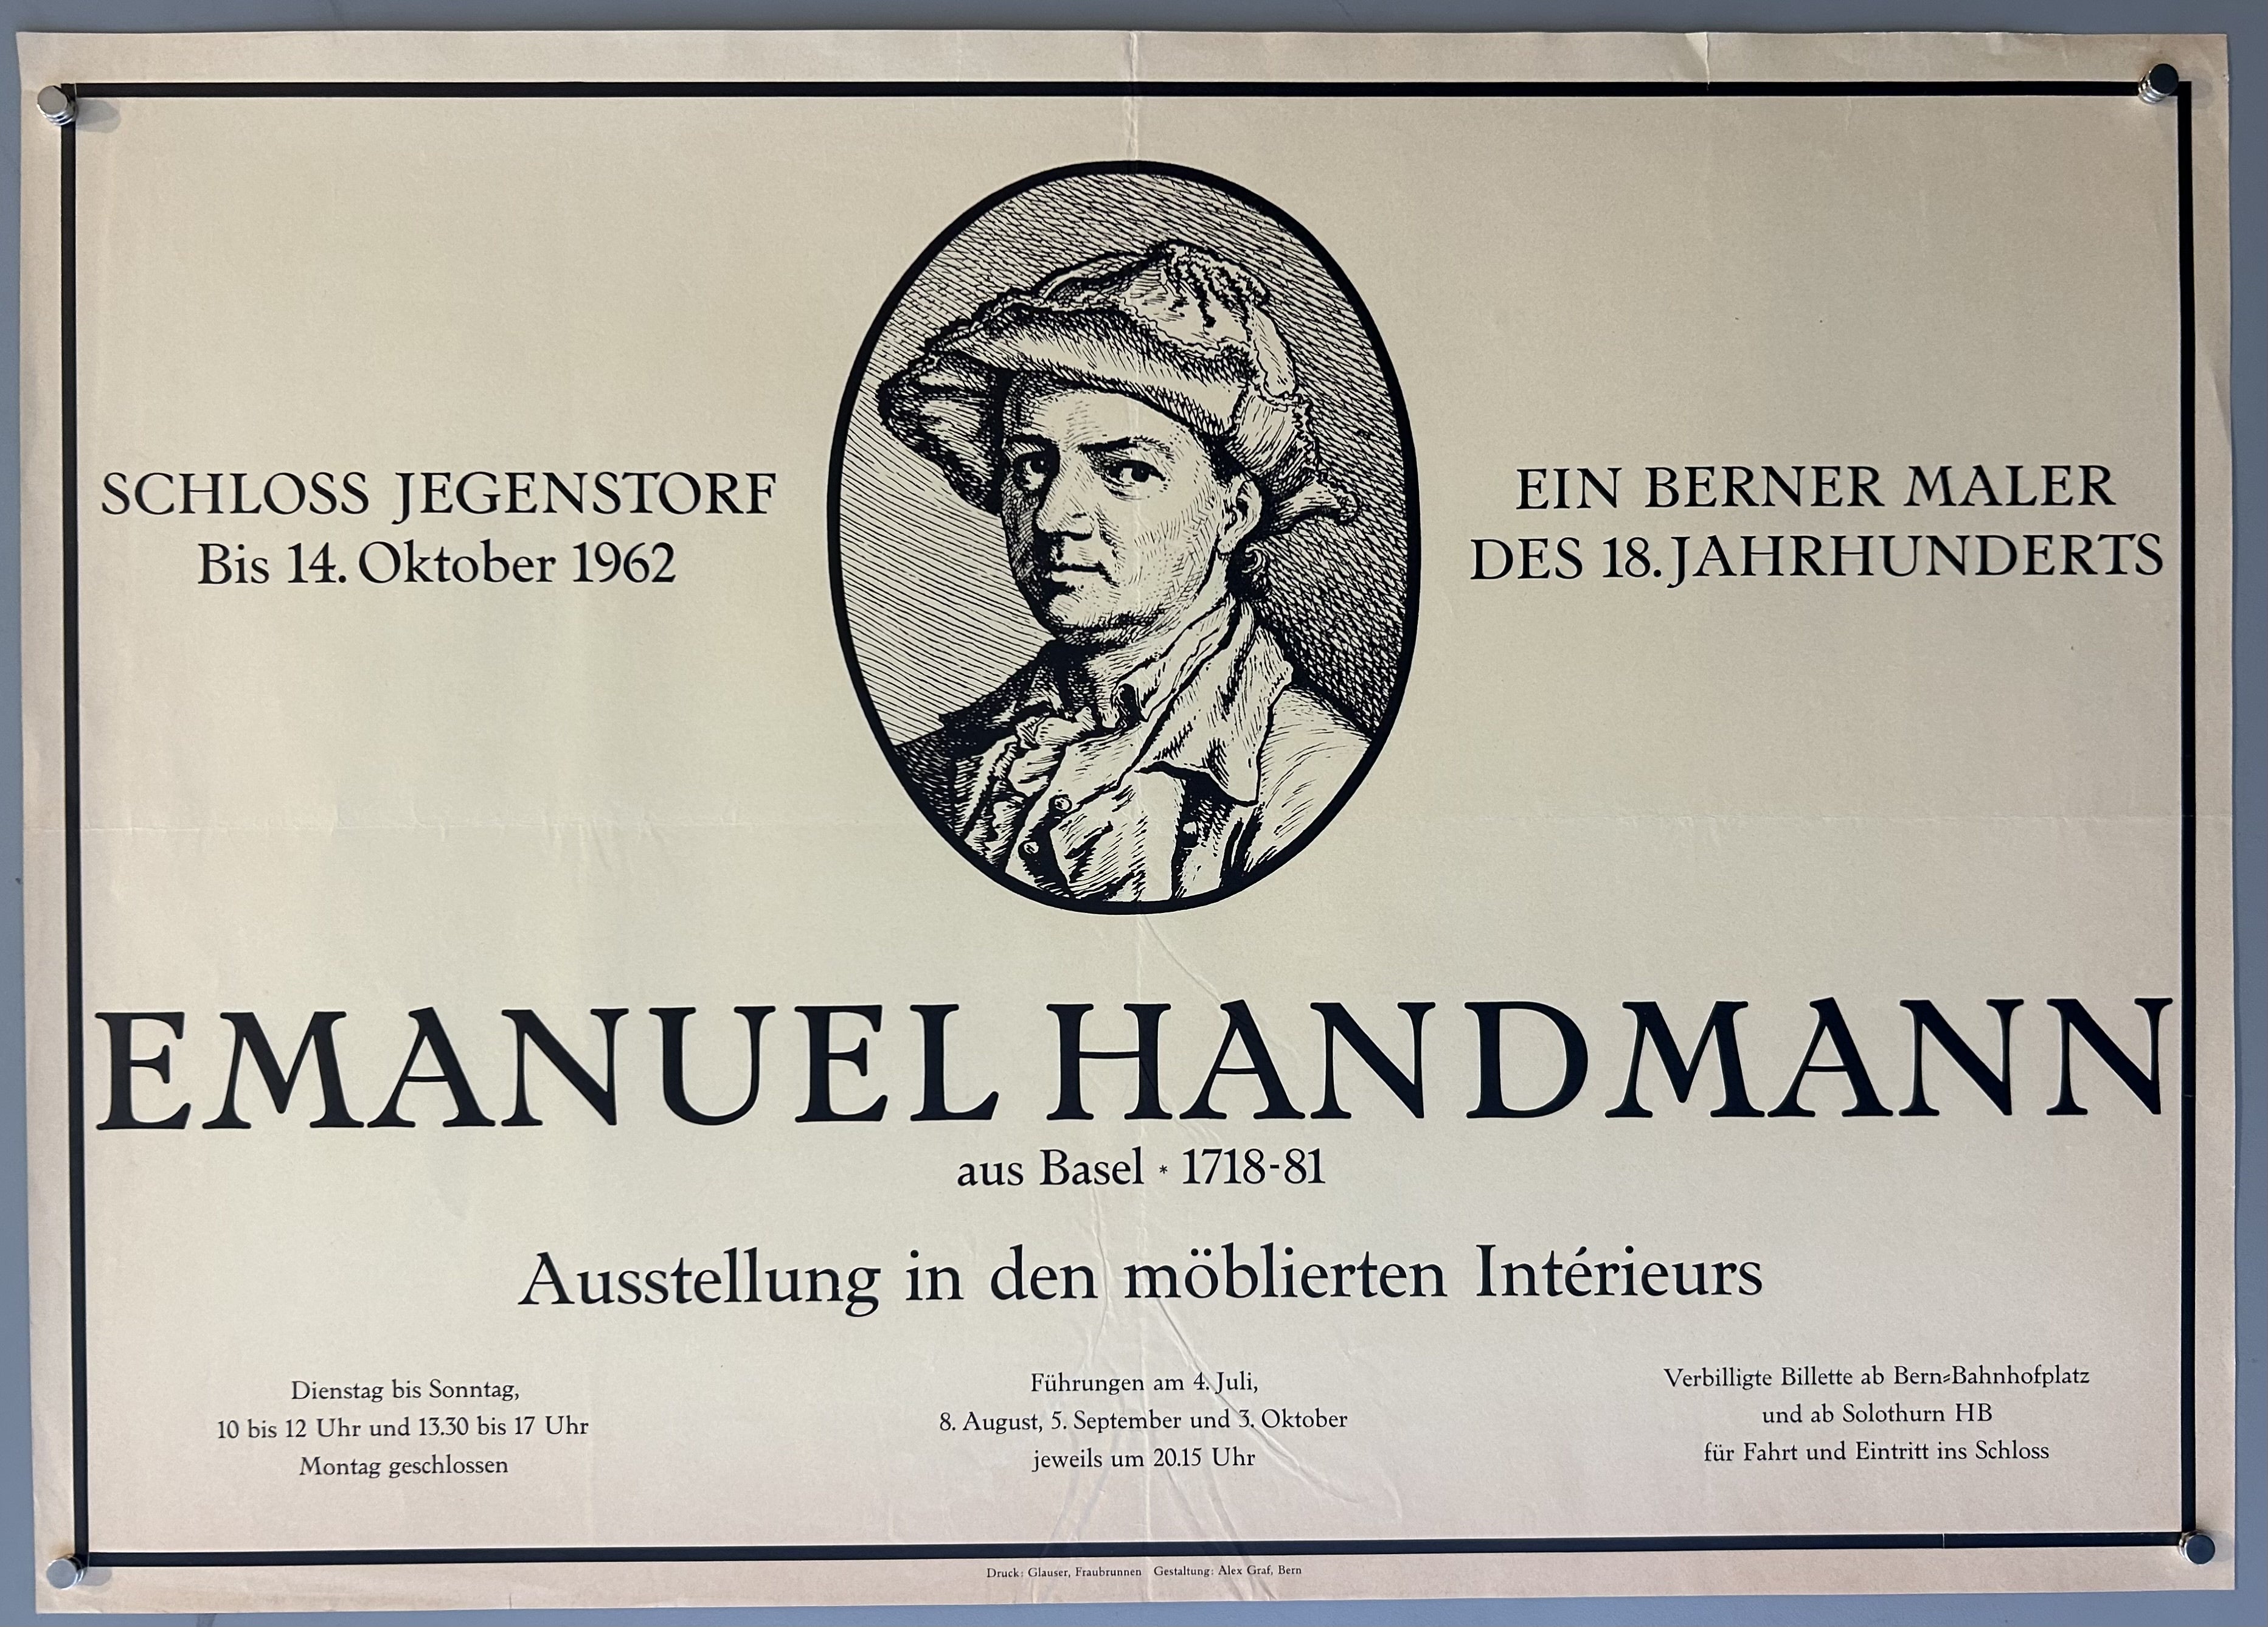 SCHLOSS JEGENSTORF
Bis 14. Oktober 1962
EIN BERNER MALER
DES 18. JAHRHUNDERTS
EMANUEL HANDMANN
aus Basel * 1718-81
Ausstellung in den möblierten Intérieurs
Dienstag bis Sonntag,
10 bis 12 Uhr und 13.30 bis 17 Uhr
Montag geschlossen
Führungen am 4. Juli,
8. August, 5. September und 3. Oktober
jeweils um 20.15 Uhr
Verbilligte Billette ab Bern-Bahnhofplatz
und ab Solothurn HB
für Fahrt und Eintritt ins Schloss
Druck: Glauser, Fraubrunnen Gestaltung: Alex Graf, Bern